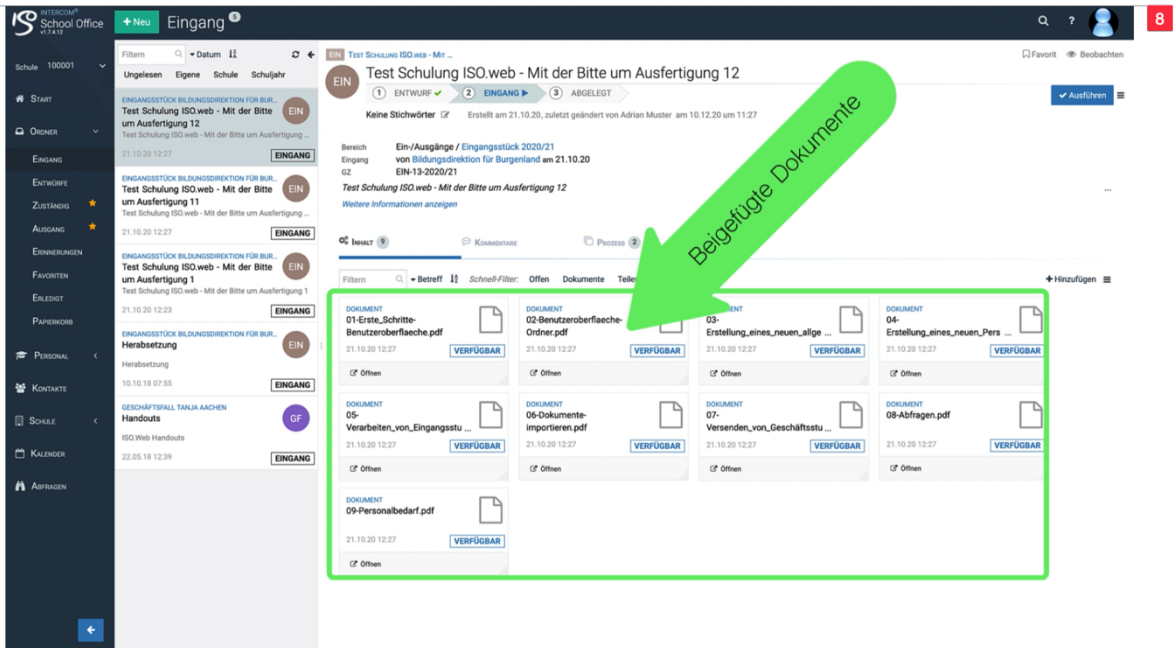 INTERCOM®
School Office
v1.7.4.12
+ Neu
Eingang 5
?
8
Schule 100001
START
ORDNER
EINGANG
ENTWÜRFE
ZUSTÄNDIG
AUSGANG
ERINNERUNGEN
FAVORITEN
ERLEDIGT
PAPIERKORB
PERSONAL
KONTAKTE
SCHULE
KALENDER
ABFRAGEN
Filtern
Datum
Ungelesen Eigene Schule Schuljahr
EINGANGSSTÜCK BILDUNGSDIREKTION FÜR BUR...
Test Schulung ISO.web - Mit der Bitte
um Ausfertigung 12
EIN
Test Schulung ISO.web - Mit der Bitte um Ausfertigung ...
21.10.20 12:27 EINGANG
EINGANGSSTÜCK BILDUNGSDIREKTION FÜR BUR...
Test Schulung ISO.web - Mit der Bitte
um Ausfertigung 11
EIN
Test Schulung ISO.web - Mit der Bitte um Ausfertigung ...
21.10.20 12:27 EINGANG
EINGANGSSTÜCK BILDUNGSDIREKTION FÜR BUR...
Test Schulung ISO.web - Mit der Bitte
um Ausfertigung 1
EIN
Test Schulung ISO.web - Mit der Bitte um Ausfertigung 1
21.10.20 12:23 EINGANG
EINGANGSSTÜCK BILDUNGSDIREKTION FÜR BUR...
Herabsetzung
EIN
Herabsetzung
10.10.18 07:55 EINGANG
GESCHÄFTSFALL TANJA AACHEN
Handouts
GF
ISO.Web Handouts
22.05.18 12:39 EINGANG
EIN TEST SCHULUNG ISO.WEB - MIT ...
Favorit Beobachten
EIN
Test Schulung ISO.web - Mit der Bitte um Ausfertigung 12
1 ENTWURF 2 EINGANG 3 ABGELEGT
Ausführen
Keine Stichwörter Erstellt am 21.10.20, zuletzt geändert von Adrian Muster am 10.12.20 um 11:27
Bereich Ein-/Ausgänge / Eingangsstück 2020/21
Eingang von Bildungsdirektion für Burgenland am 21.10.20
GZ EIN-13-2020/21
Test Schulung ISO.web - Mit der Bitte um Ausfertigung 12
...
Weitere Informationen anzeigen
Beigefügte Dokumente
INHALT 9 KOMMENTARE PROZESS 2
Filtern Betreff Schnell-Filter: Offen Dokumente
+ Hinzufügen
DOKUMENT
01-Erste_Schritte-
Benutzeroberflaeche.pdf
21.10.20 12:27 VERFÜGBAR
Öffnen
DOKUMENT
02-Benutzeroberflaeche-
Ordner.pdf
21.10.20 12:27 VERFÜGBAR
Öffnen
03-
Erstellung_eines_neuen_allge ...
21.10.20 12:27 VERFÜGBAR
Öffnen
DOKUMENT
04-
Erstellung_eines_neuen_Pers ...
21.10.20 12:27 VERFÜGBAR
Öffnen
DOKUMENT
05-
Verarbeiten_von_Eingangsstu ...
21.10.20 12:27 VERFÜGBAR
Öffnen
DOKUMENT
06-Dokumente-
importieren.pdf
21.10.20 12:27 VERFÜGBAR
Öffnen
DOKUMENT
07-
Versenden_von_Geschäftsstu ...
21.10.20 12:27 VERFÜGBAR
Öffnen
DOKUMENT
08-Abfragen.pdf
21.10.20 12:27 VERFÜGBAR
Öffnen
DOKUMENT
09-Personalbedarf.pdf
21.10.20 12:27 VERFÜGBAR
Öffnen